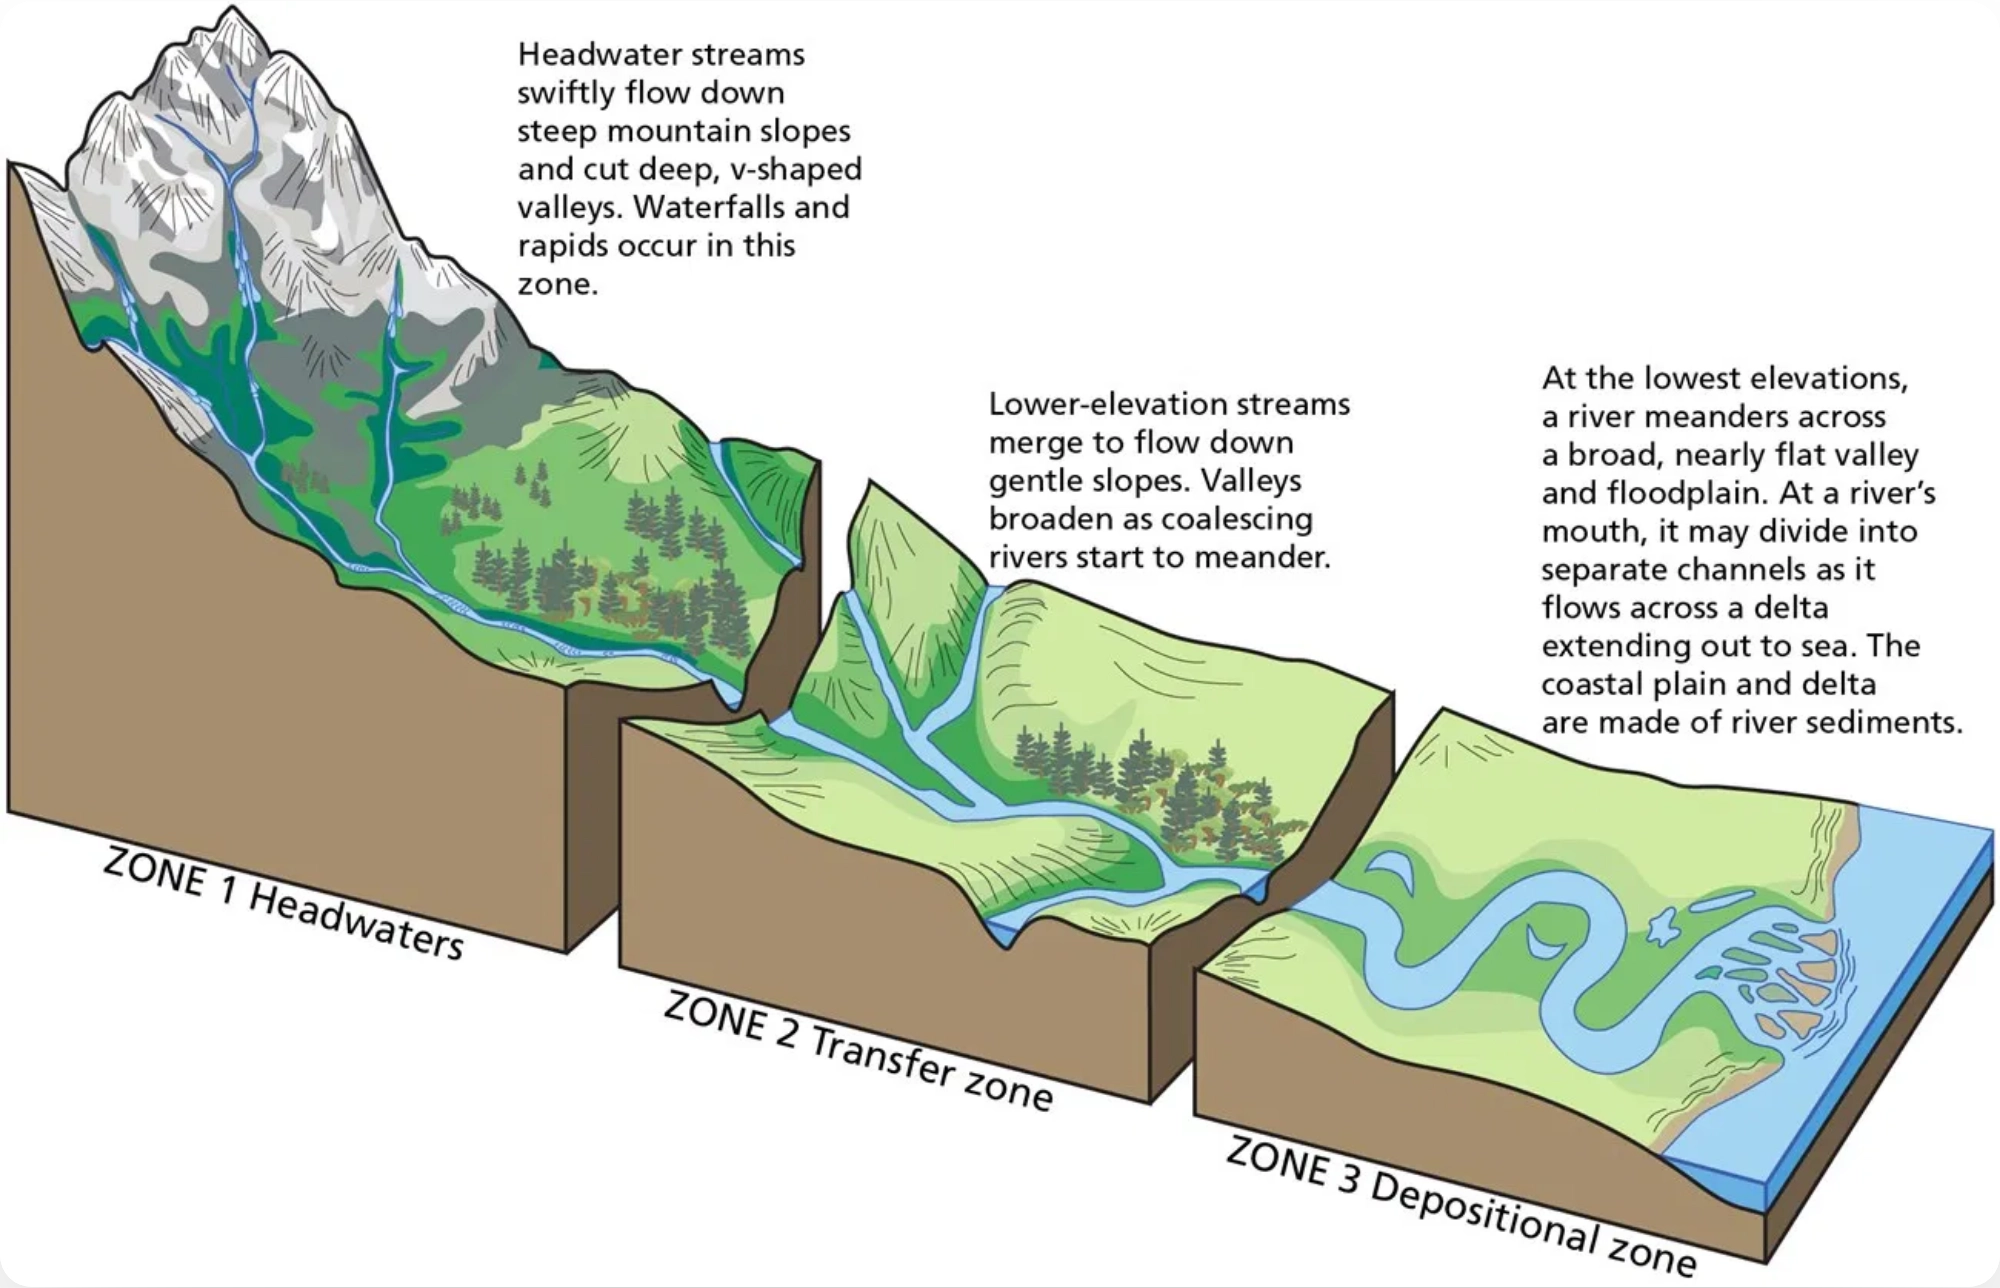 Headwater streams
swiftly flow down
steep mountain slopes
and cut deep, v-shaped
valleys. Waterfalls and
rapids occur in this
zone.
Lower-elevation streams
merge to flow down
gentle slopes. Valleys
broaden as coalescing
rivers start to meander.
At the lowest elevations,
a river meanders across
a broad, nearly flat valley
and floodplain. At a river’s
mouth, it may divide into
separate channels as it
flows across a delta
extending out to sea. The
coastal plain and delta
are made of river sediments.
ZONE 1 Headwaters
ZONE 2 Transfer zone
ZONE 3 Depositional zone